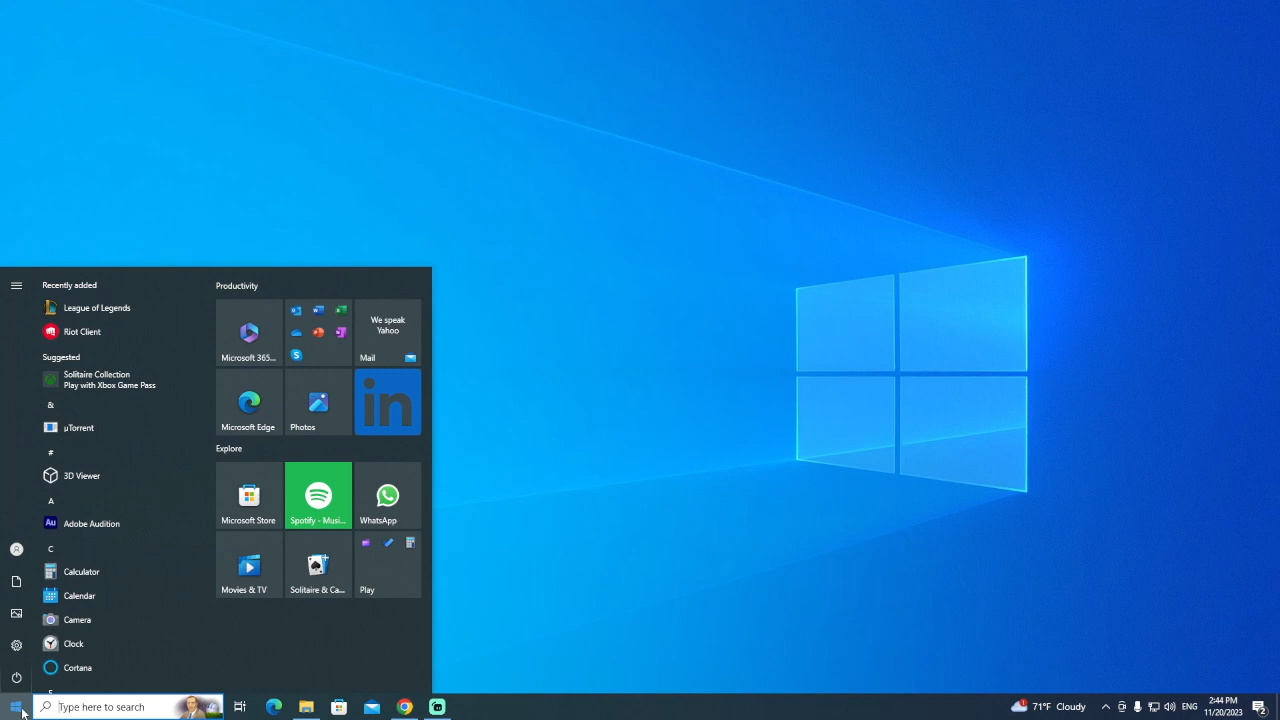 Recently added
League of Legends
Riot Client
Suggested
Solitaire Collection
Play with Xbox Game Pass
&
µTorrent
#
3D Viewer
A
Au
Adobe Audition
C
Calculator
Calendar
Camera
Clock
Cortana
Productivity
Microsoft 365...
We speak
Yahoo
Mail
Microsoft Edge
Photos
in
Explore
Microsoft Store
Spotify - Musi...
WhatsApp
Movies & TV
Solitaire & Ca...
Play
Type here to search
71°F Cloudy
ENG
2:44 PM
11/20/2023
2